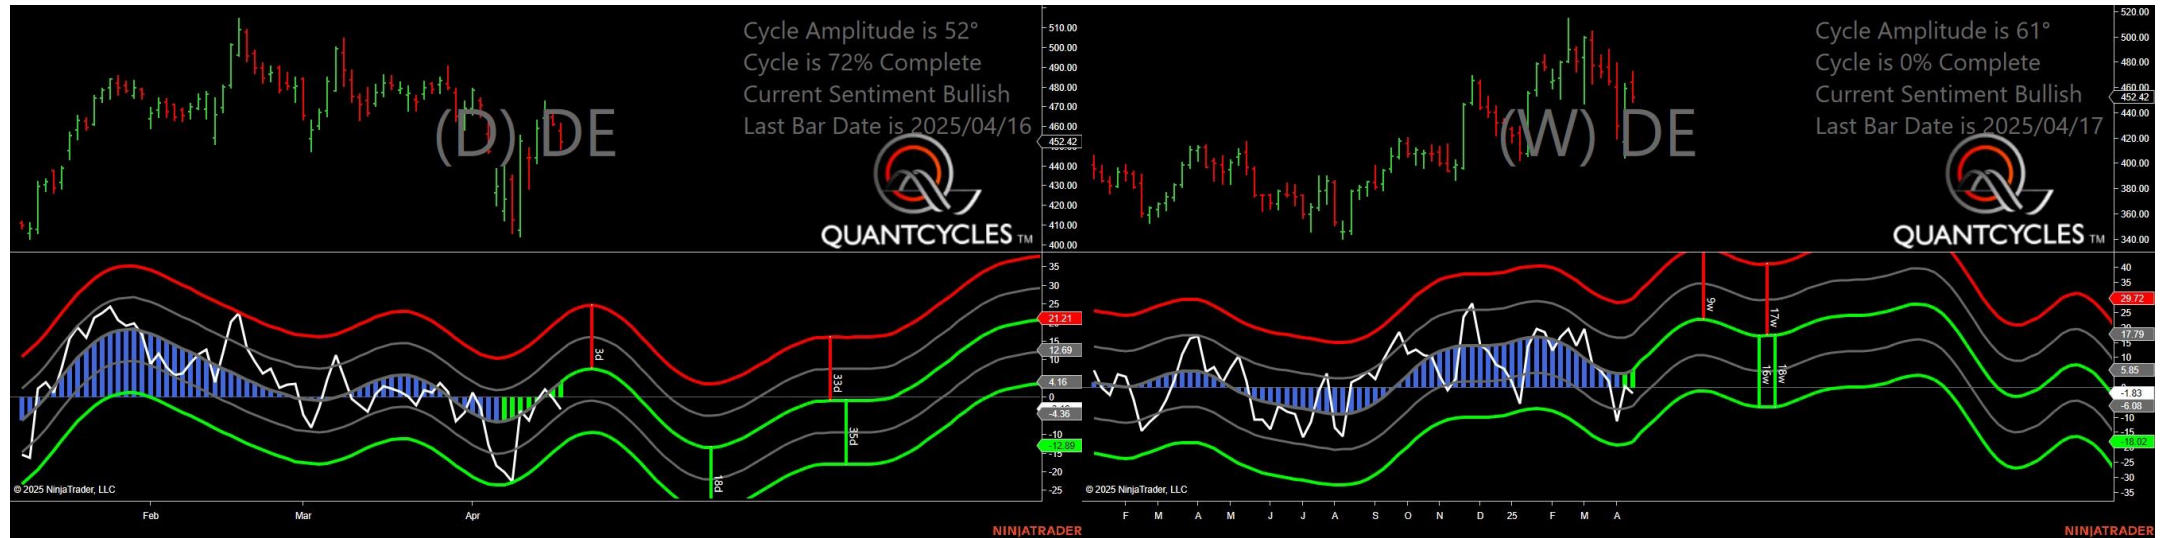 Cycle Amplitude is 52°
Cycle is 72% Complete
Current Sentiment Bullish
Last Bar Date is 2025/04/16
(D) DE
QUANTCYCLES TM
510.00
500.00
490.00
480.00
470.00
460.00
452.42
440.00
430.00
420.00
410.00
400.00
35
30
25
21.21
15
12.69
10
4.16
0
-4.36
-10
-12.89
-15
-20
-25
3d
18d
33d
35d
© 2025 NinjaTrader, LLC
Feb
Mar
Apr
NINJATRADER
Cycle Amplitude is 61°
Cycle is 0% Complete
Current Sentiment Bullish
Last Bar Date is 2025/04/17
(W) DE
QUANTCYCLES TM
520.00
500.00
480.00
460.00
452.42
440.00
420.00
400.00
380.00
360.00
340.00
40
35
29.72
25
17.79
15
10
5.85
-1.83
-6.08
-10
-15
-18.02
-25
-30
-35
9w
17w
16w
18w
© 2025 NinjaTrader, LLC
F
M
A
M
J
J
A
S
O
N
D
25
F
M
A
NINJATRADER